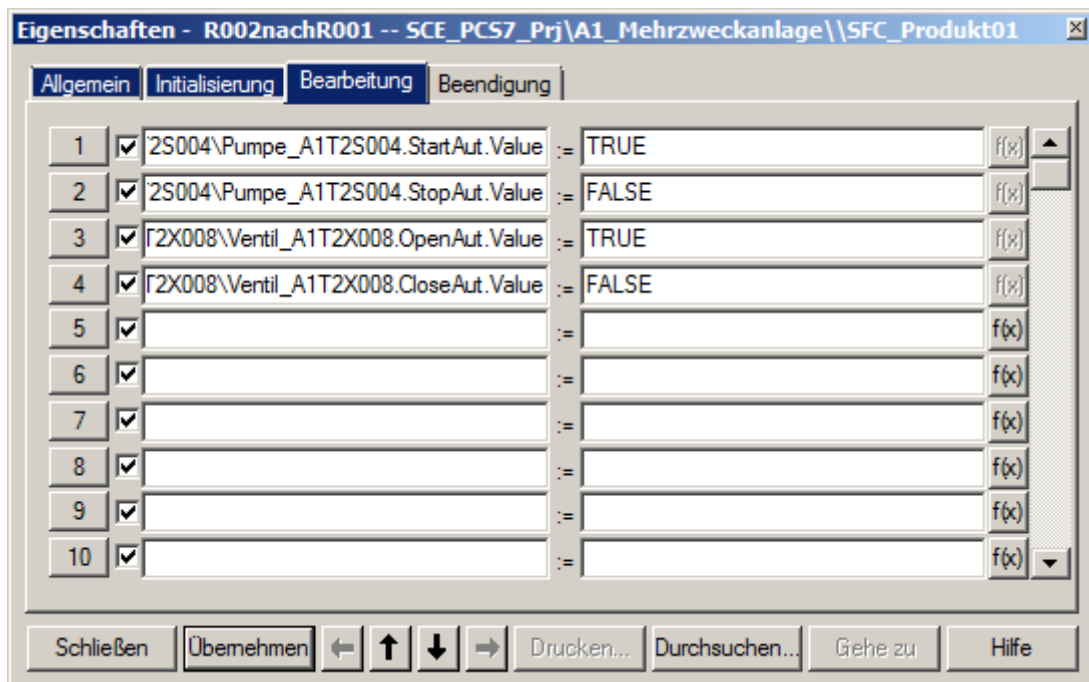 Eigenschaften - R002nachR001 -- SCE_PCS7_Prj\A1_Mehrzweckanlage\\SFC_Produkt01
Allgemein Initialisierung Bearbeitung Beendigung
1 2S004\Pumpe_A1T2S004.StartAut.Value := TRUE f(x)
2 2S004\Pumpe_A1T2S004.StopAut.Value := FALSE f(x)
3 T2X008\Ventil_A1T2X008.OpenAut.Value := TRUE f(x)
4 T2X008\Ventil_A1T2X008.CloseAut.Value := FALSE f(x)
5 := f(x)
6 := f(x)
7 := f(x)
8 := f(x)
9 := f(x)
10 := f(x)
Schließen Übernehmen Drucken... Durchsuchen... Gehe zu Hilfe